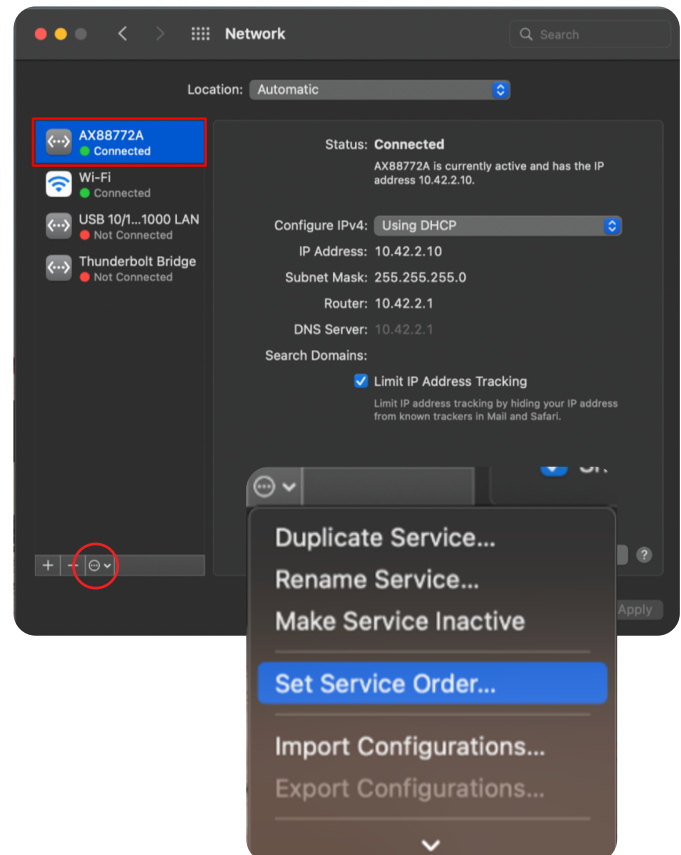 Network
Search
Location: Automatic
AX88772A
Connected
Wi-Fi
Connected
USB 10/1...1000 LAN
Not Connected
Thunderbolt Bridge
Not Connected
Status: Connected
AX88772A is currently active and has the IP
address 10.42.2.10.
Configure IPv4: Using DHCP
IP Address: 10.42.2.10
Subnet Mask: 255.255.255.0
Router: 10.42.2.1
DNS Server: 10.42.2.1
Search Domains:
Limit IP Address Tracking
Limit IP address tracking by hiding your IP address
from known trackers in Mail and Safari.
?
Apply
Duplicate Service...
Rename Service...
Make Service Inactive
Set Service Order...
Import Configurations...
Export Configurations...